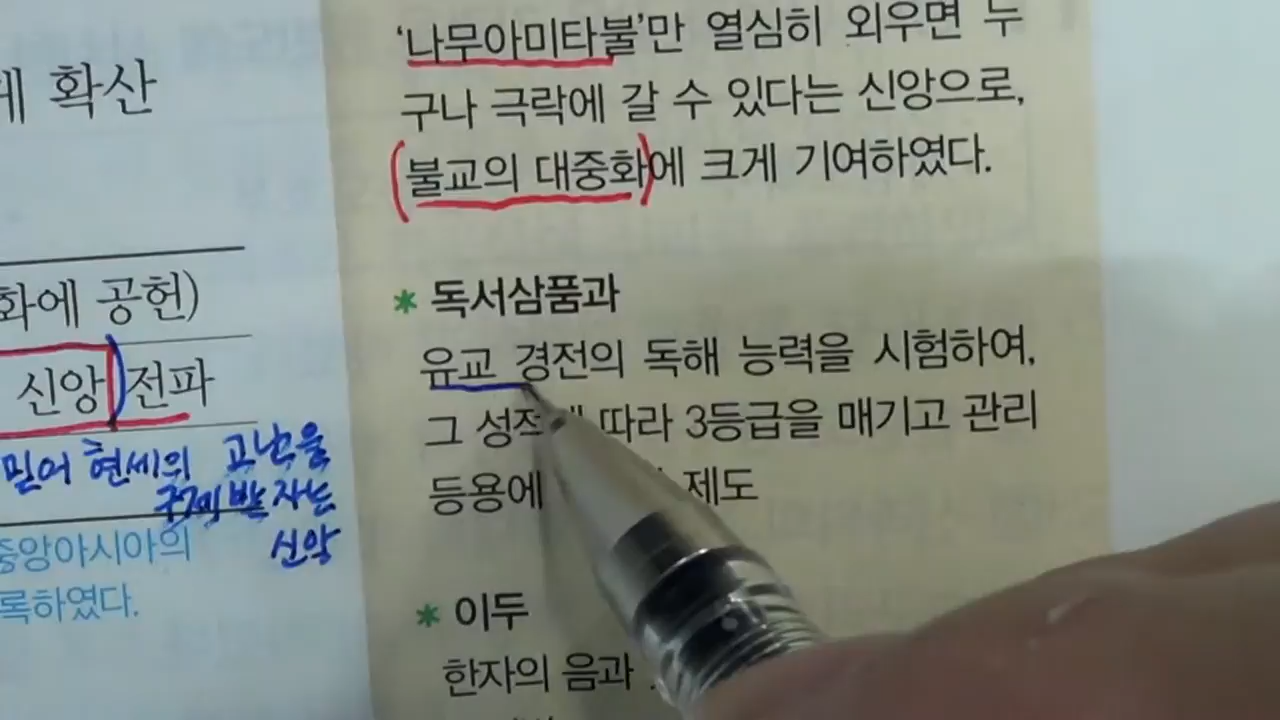 게 확산
화에 공헌)
신앙 전파
믿어 현세의 고난을
구제받자는
신앙
중앙아시아의
록하였다.
‘나무아미타불’만 열심히 외우면 누
구나 극락에 갈 수 있다는 신앙으로,
불교의 대중화에 크게 기여하였다.
* 독서삼품과
유교 경전의 독해 능력을 시험하여,
그 따라 3등급을 매기고 관리
등용에 제도
* 이두
한자의 음과